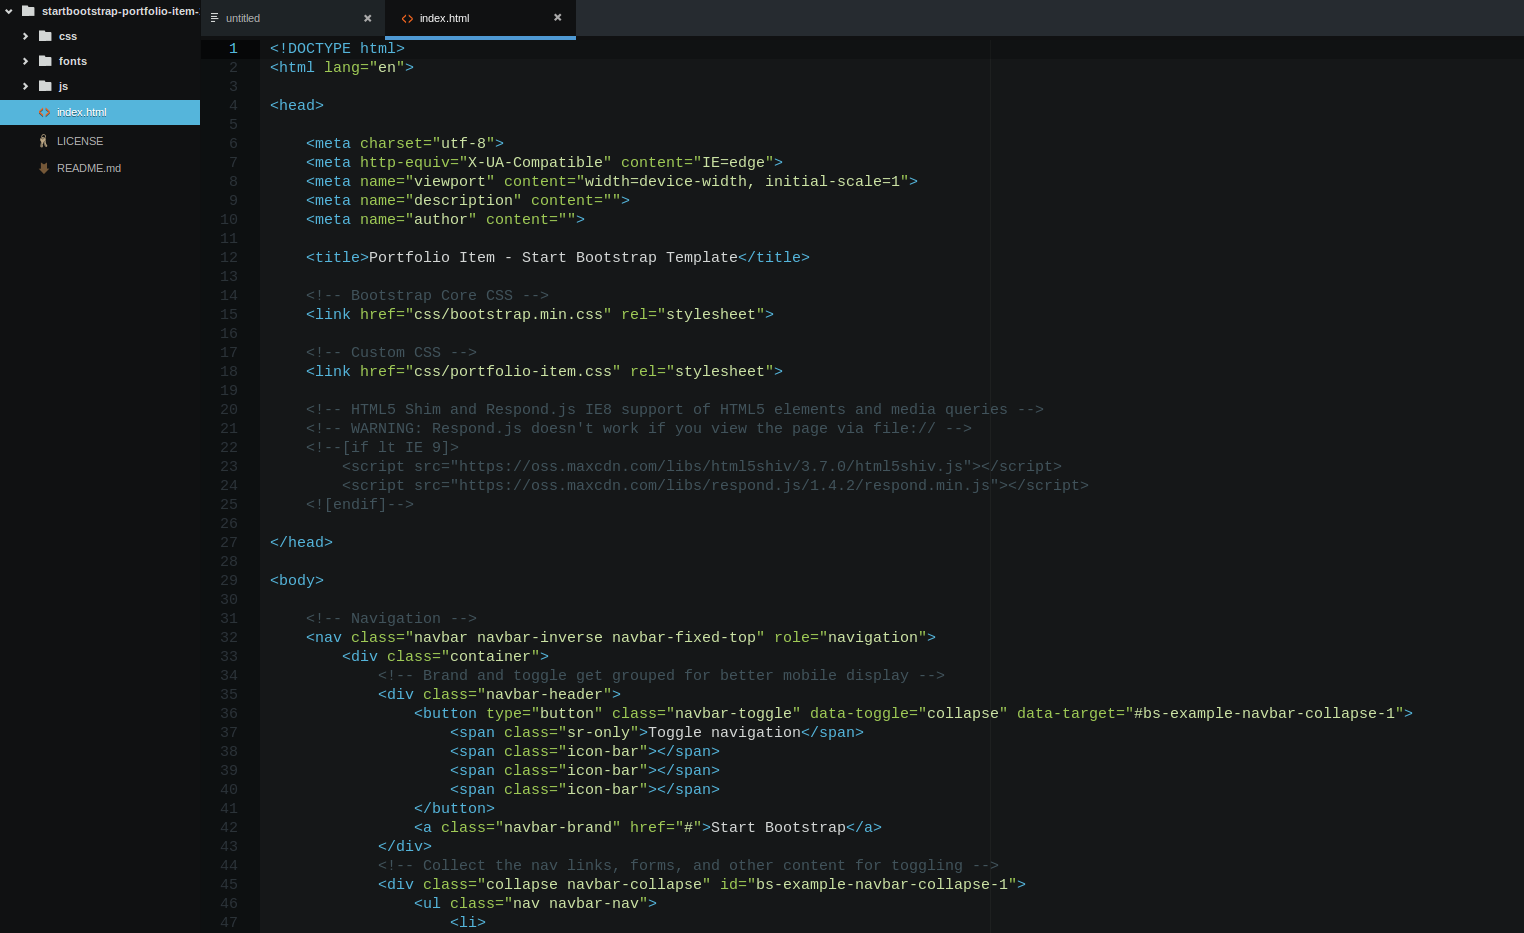 startbootstrap-portfolio-item-
css
fonts
js
index.html
LICENSE
README.md
untitled
index.html
1 <!DOCTYPE html>
2 <html lang="en">
3
4 <head>
5
6 <meta charset="utf-8">
7 <meta http-equiv="X-UA-Compatible" content="IE=edge">
8 <meta name="viewport" content="width=device-width, initial-scale=1">
9 <meta name="description" content="">
10 <meta name="author" content="">
11
12 <title>Portfolio Item - Start Bootstrap Template</title>
13
14 <!-- Bootstrap Core CSS -->
15 <link href="css/bootstrap.min.css" rel="stylesheet">
16
17 <!-- Custom CSS -->
18 <link href="css/portfolio-item.css" rel="stylesheet">
19
20 <!-- HTML5 Shim and Respond.js IE8 support of HTML5 elements and media queries -->
21 <!-- WARNING: Respond.js doesn't work if you view the page via file:// -->
22 <!--[if lt IE 9]>
23 <script src="https://oss.maxcdn.com/libs/html5shiv/3.7.0/html5shiv.js"></script>
24 <script src="https://oss.maxcdn.com/libs/respond.js/1.4.2/respond.min.js"></script>
25 <![endif]-->
26
27 </head>
28
29 <body>
30
31 <!-- Navigation -->
32 <nav class="navbar navbar-inverse navbar-fixed-top" role="navigation">
33 <div class="container">
34 <!-- Brand and toggle get grouped for better mobile display -->
35 <div class="navbar-header">
36 <button type="button" class="navbar-toggle" data-toggle="collapse" data-target="#bs-example-navbar-collapse-1">
37 <span class="sr-only">Toggle navigation</span>
38 <span class="icon-bar"></span>
39 <span class="icon-bar"></span>
40 <span class="icon-bar"></span>
41 </button>
42 <a class="navbar-brand" href="#">Start Bootstrap</a>
43 </div>
44 <!-- Collect the nav links, forms, and other content for toggling -->
45 <div class="collapse navbar-collapse" id="bs-example-navbar-collapse-1">
46 <ul class="nav navbar-nav">
47 <li>